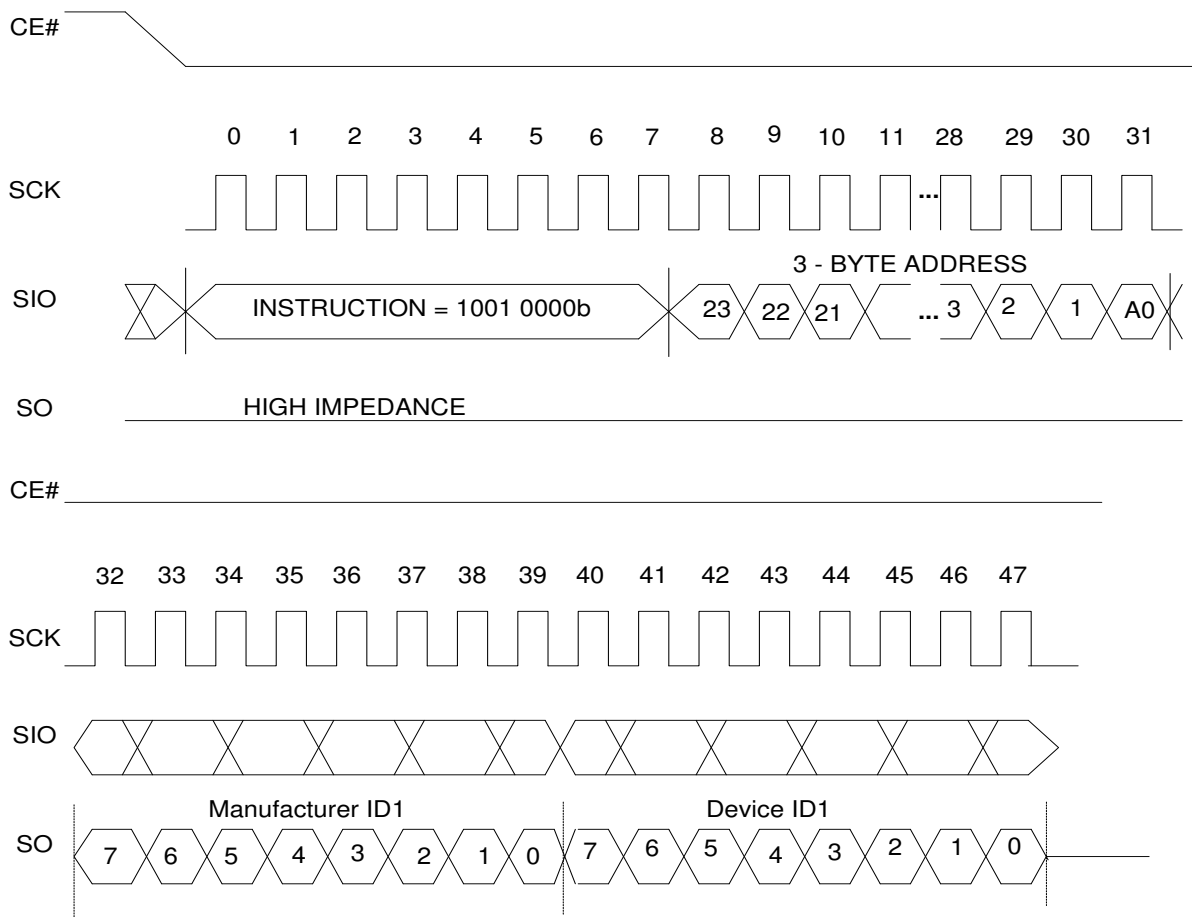 CE#
0 1 2 3 4 5 6 7 8 9 10 11 28 29 30 31
SCK ...
3 - BYTE ADDRESS
SIO INSTRUCTION = 1001 0000b 23 22 21 ... 3 2 1 A0
SO HIGH IMPEDANCE
CE#
32 33 34 35 36 37 38 39 40 41 42 43 44 45 46 47
SCK
SIO
Manufacturer ID1 Device ID1
SO 7 6 5 4 3 2 1 0 7 6 5 4 3 2 1 0